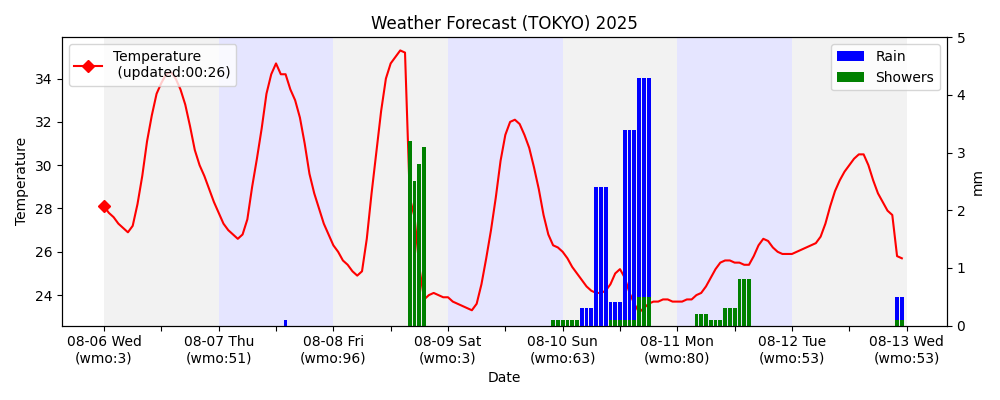 Weather Forecast (TOKYO) 2025
Temperature
(updated:00:26)
Rain
Showers
34
32
30
28
26
24
Temperature
5
4
3
2
1
0
mm
08-06 Wed
(wmo:3)
08-07 Thu
(wmo:51)
08-08 Fri
(wmo:96)
08-09 Sat
(wmo:3)
08-10 Sun
(wmo:63)
08-11 Mon
(wmo:80)
08-12 Tue
(wmo:53)
08-13 Wed
(wmo:53)
Date